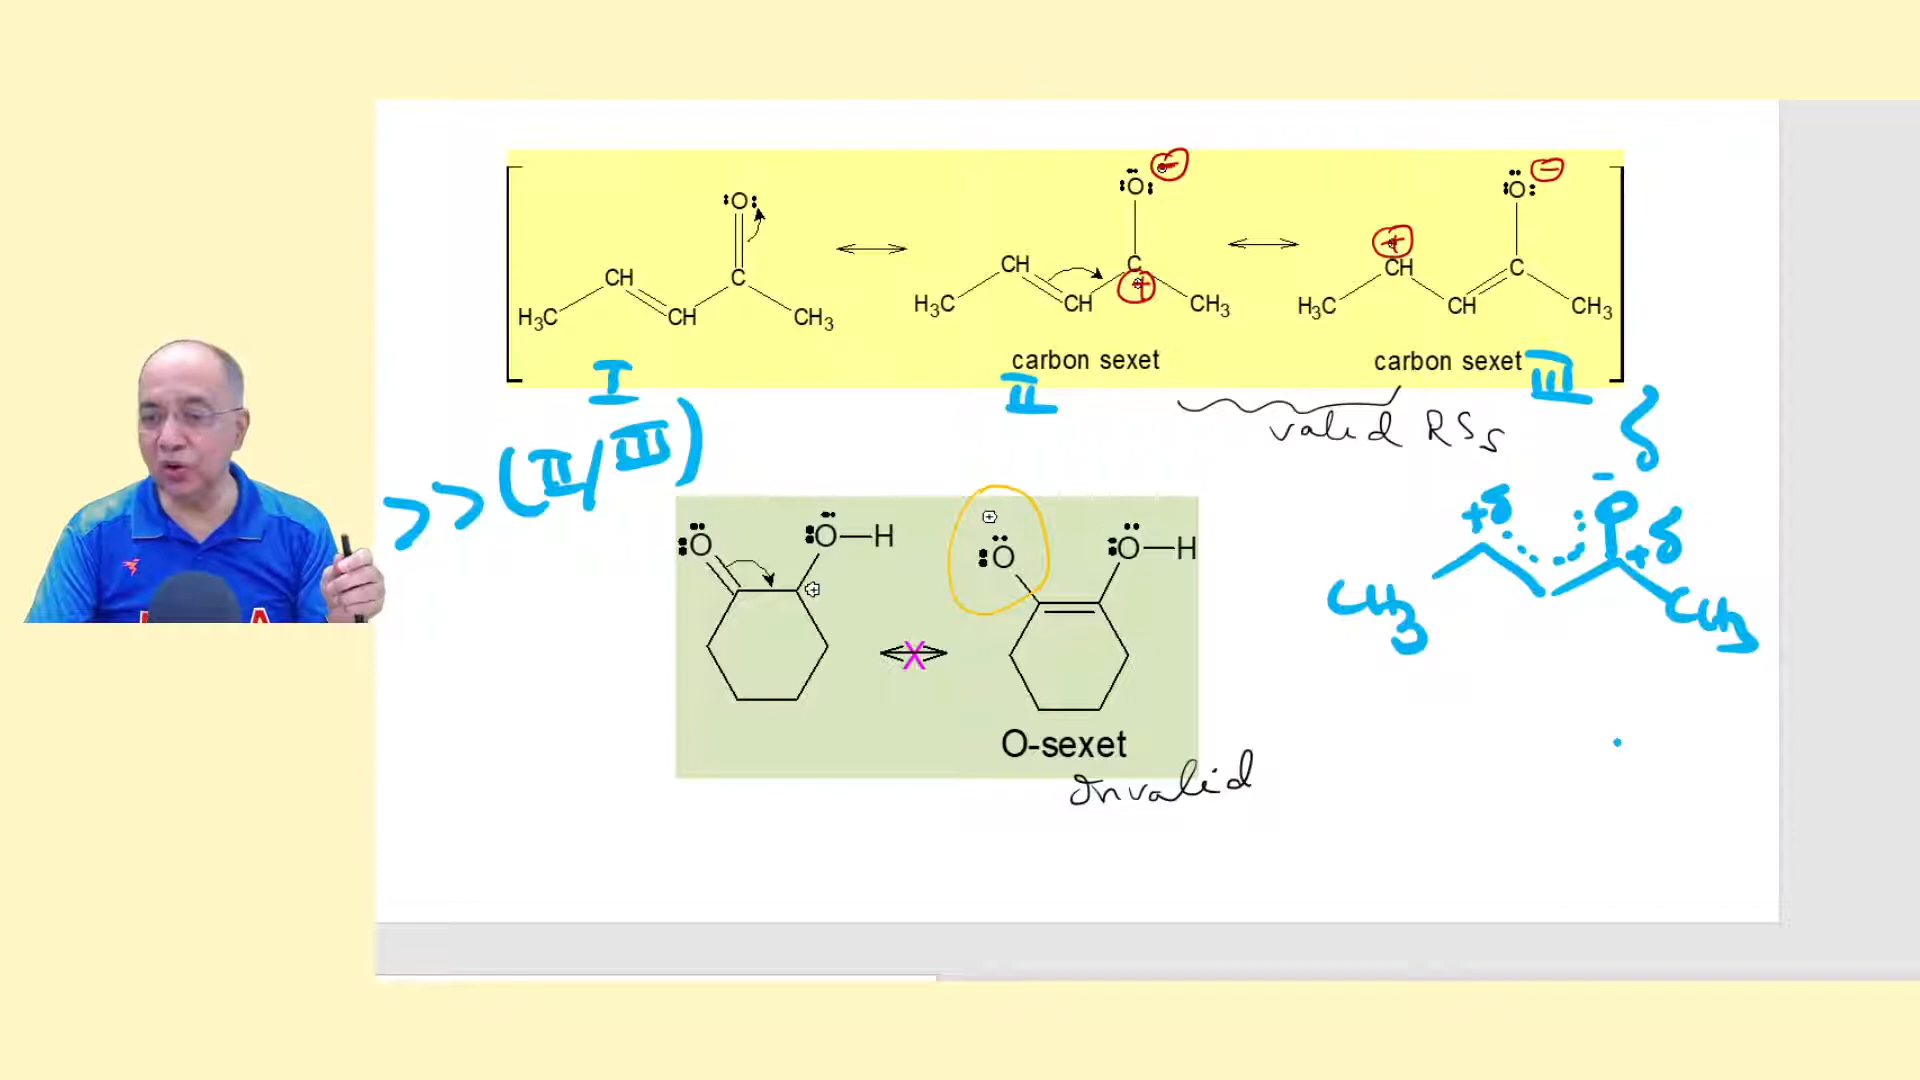 :Ö: ⊖
:O:
:Ö: ⊖
⊕
CH
C
CH
C
CH
C
⊕
H₃C
CH
CH₃
H₃C
CH
CH₃
H₃C
CH
CH₃
carbon sexet
carbon sexet
I
II
III
valid RSs
>> (II/III)
:Ö
:Ö—H
⊕
⊕
:Ö
:Ö—H
X
O-sexet
Invalid
+δ
O
+δ
CH3
CH3